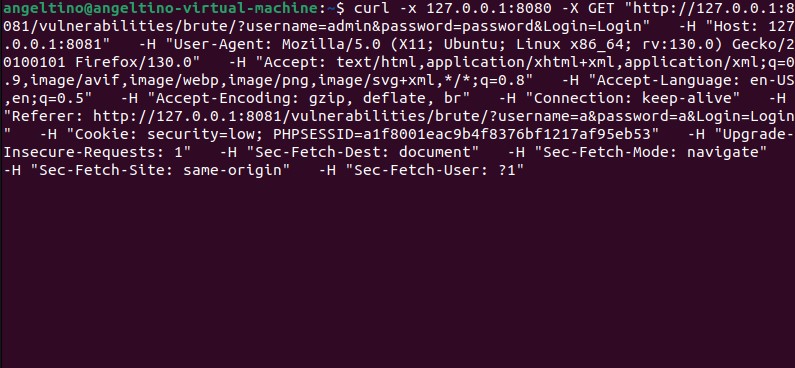 angeltino@angeltino-virtual-machine:~$ curl -x 127.0.0.1:8080 -X GET "http://127.0.0.1:8
081/vulnerabilities/brute/?username=admin&password=password&Login=Login"   -H "Host: 127
.0.0.1:8081"   -H "User-Agent: Mozilla/5.0 (X11; Ubuntu; Linux x86_64; rv:130.0) Gecko/2
0100101 Firefox/130.0"   -H "Accept: text/html,application/xhtml+xml,application/xml;q=0
.9,image/avif,image/webp,image/png,image/svg+xml,*/*;q=0.8"   -H "Accept-Language: en-US
,en;q=0.5"   -H "Accept-Encoding: gzip, deflate, br"   -H "Connection: keep-alive"   -H
"Referer: http://127.0.0.1:8081/vulnerabilities/brute/?username=a&password=a&Login=Login
"   -H "Cookie: security=low; PHPSESSID=a1f8001eac9b4f8376bf1217af95eb53"   -H "Upgrade-
Insecure-Requests: 1"   -H "Sec-Fetch-Dest: document"   -H "Sec-Fetch-Mode: navigate"
-H "Sec-Fetch-Site: same-origin"   -H "Sec-Fetch-User: ?1"